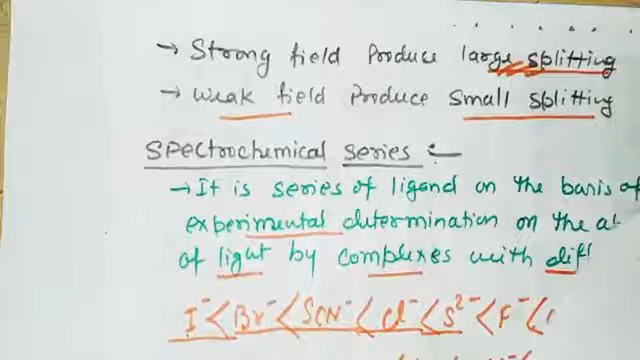 → Strong field Produce large splitting
→ Weak field Produce small splitting
Spectrochemical series :-
→ It is series of ligand on the basis of
experimental determination on the
of light by complexes with
I⁻ < Br⁻ < SCN⁻ < Cl⁻ < S²⁻ < F⁻ <